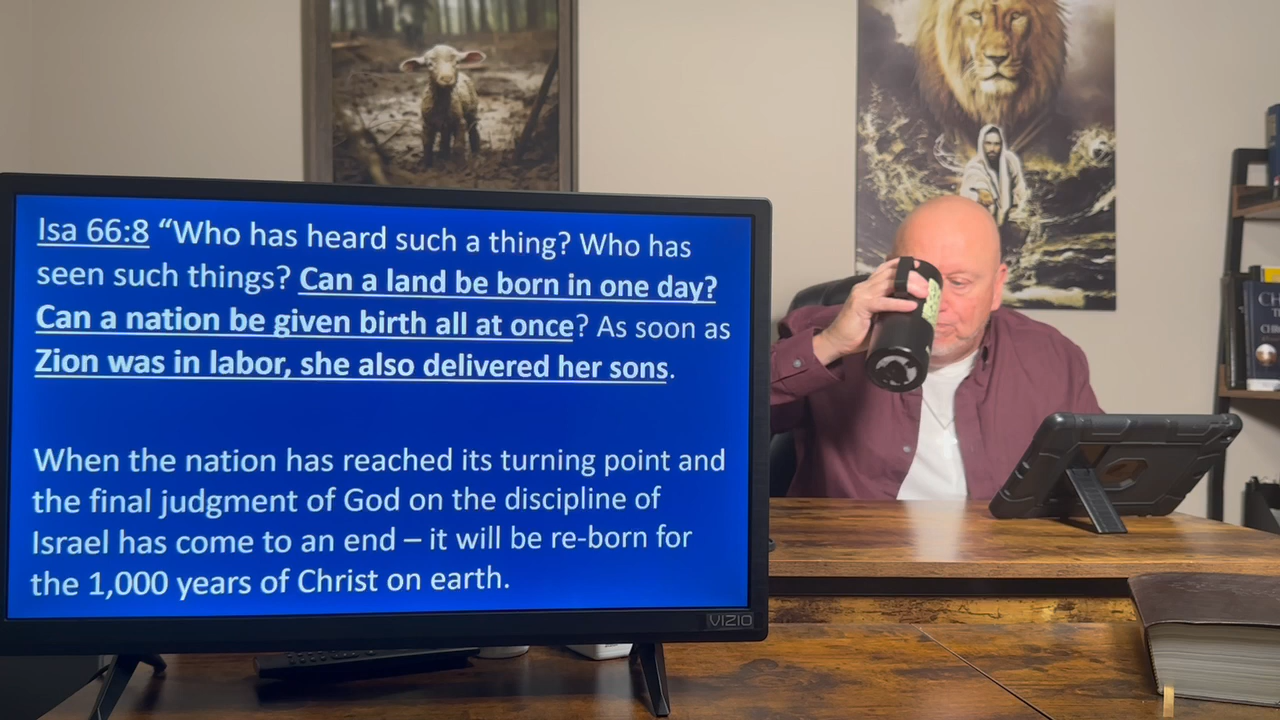 Isa 66:8 “Who has heard such a thing? Who has
seen such things? Can a land be born in one day?
Can a nation be given birth all at once? As soon as
Zion was in labor, she also delivered her sons.
When the nation has reached its turning point and
the final judgment of God on the discipline of
Israel has come to an end – it will be re-born for
the 1,000 years of Christ on earth.
VIZIO